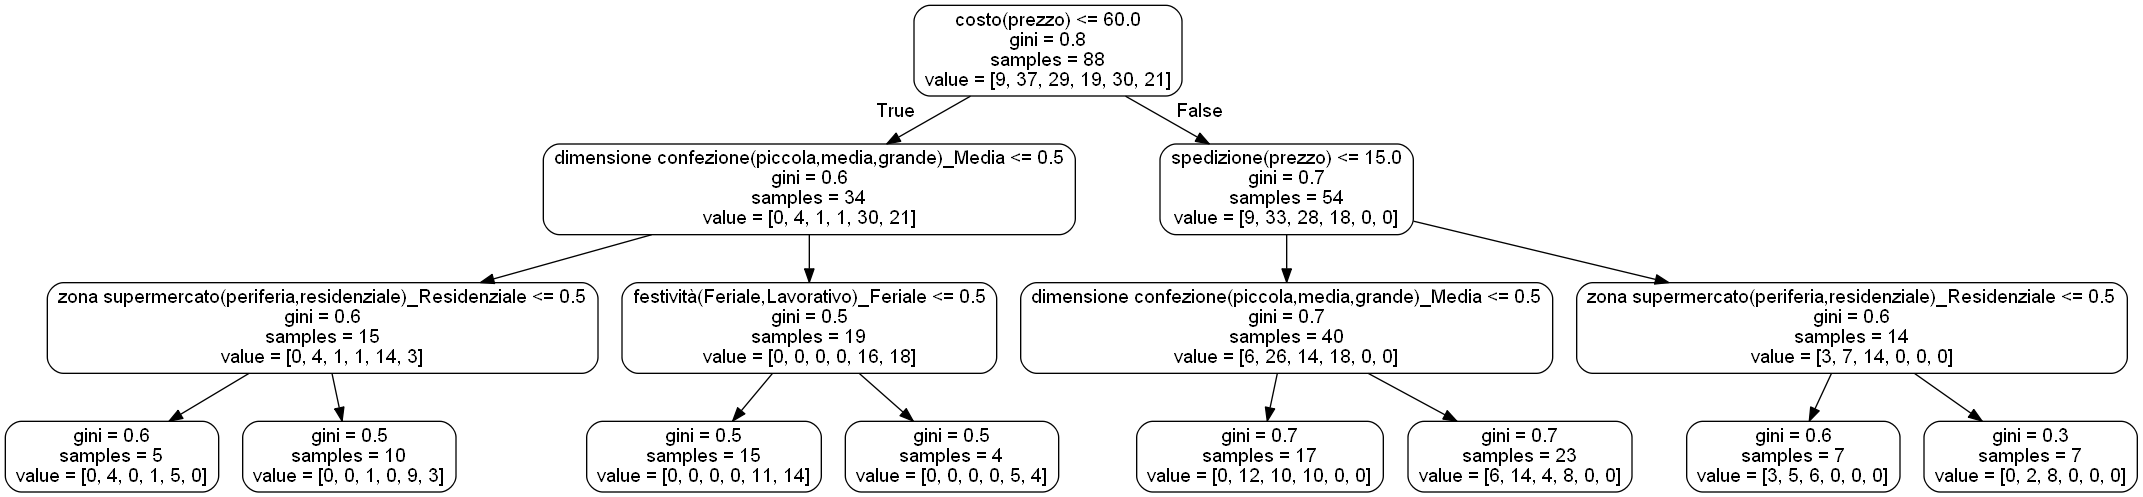 costo(prezzo) <= 60.0
gini = 0.8
samples = 88
value = [9, 37, 29, 19, 30, 21]
True
False
dimensione confezione(piccola,media,grande)_Media <= 0.5
gini = 0.6
samples = 34
value = [0, 4, 1, 1, 30, 21]
spedizione(prezzo) <= 15.0
gini = 0.7
samples = 54
value = [9, 33, 28, 18, 0, 0]
zona supermercato(periferia,residenziale)_Residenziale <= 0.5
gini = 0.6
samples = 15
value = [0, 4, 1, 1, 14, 3]
festività(Feriale,Lavorativo)_Feriale <= 0.5
gini = 0.5
samples = 19
value = [0, 0, 0, 0, 16, 18]
dimensione confezione(piccola,media,grande)_Media <= 0.5
gini = 0.7
samples = 40
value = [6, 26, 14, 18, 0, 0]
zona supermercato(periferia,residenziale)_Residenziale <= 0.5
gini = 0.6
samples = 14
value = [3, 7, 14, 0, 0, 0]
gini = 0.6
samples = 5
value = [0, 4, 0, 1, 5, 0]
gini = 0.5
samples = 10
value = [0, 0, 1, 0, 9, 3]
gini = 0.5
samples = 15
value = [0, 0, 0, 0, 11, 14]
gini = 0.5
samples = 4
value = [0, 0, 0, 0, 5, 4]
gini = 0.7
samples = 17
value = [0, 12, 10, 10, 0, 0]
gini = 0.7
samples = 23
value = [6, 14, 4, 8, 0, 0]
gini = 0.6
samples = 7
value = [3, 5, 6, 0, 0, 0]
gini = 0.3
samples = 7
value = [0, 2, 8, 0, 0, 0]